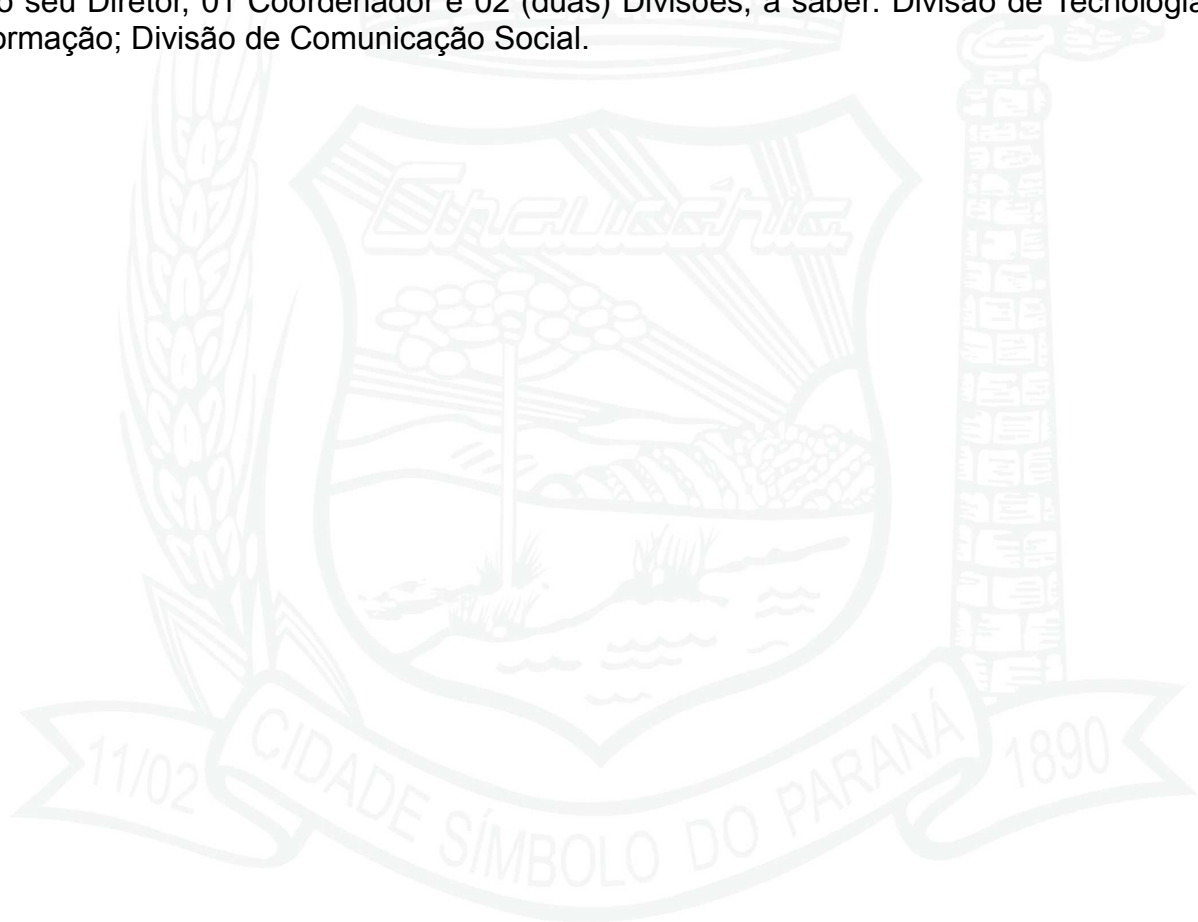 o seu Diretor, 01 Coordenador e 02 (duas) Divisões, a saber: Divisão de Tecnologia
ormação; Divisão de Comunicação Social.
Araucária
11/02
CIDADE SÍMBOLO DO PARANÁ
1890